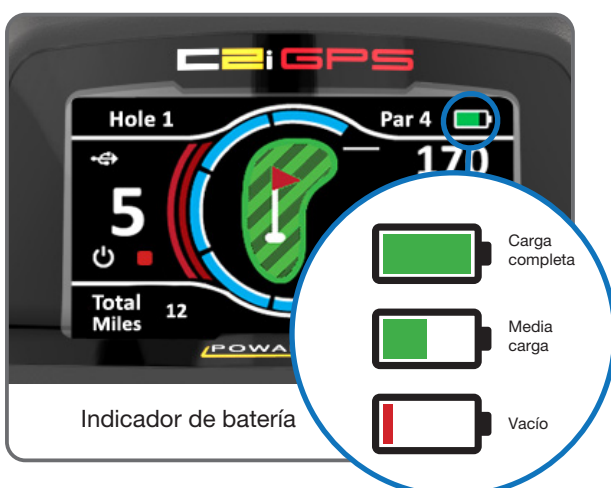 C2i GPS
Hole 1
Par 4
170
5
Total
Miles
12
POWA
Carga
completa
Media
carga
Vacío
Indicador de batería